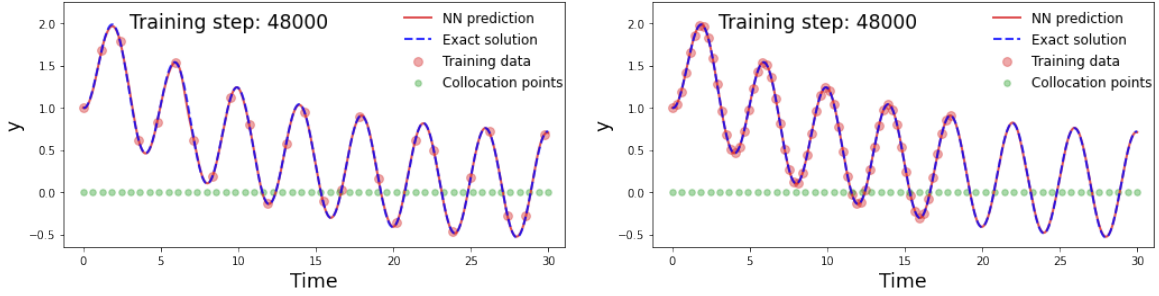 Training step: 48000
NN prediction
Exact solution
Training data
Collocation points
y
2.0
1.5
1.0
0.5
0.0
−0.5
0
5
10
15
20
25
30
Time
Training step: 48000
NN prediction
Exact solution
Training data
Collocation points
y
2.0
1.5
1.0
0.5
0.0
−0.5
0
5
10
15
20
25
30
Time